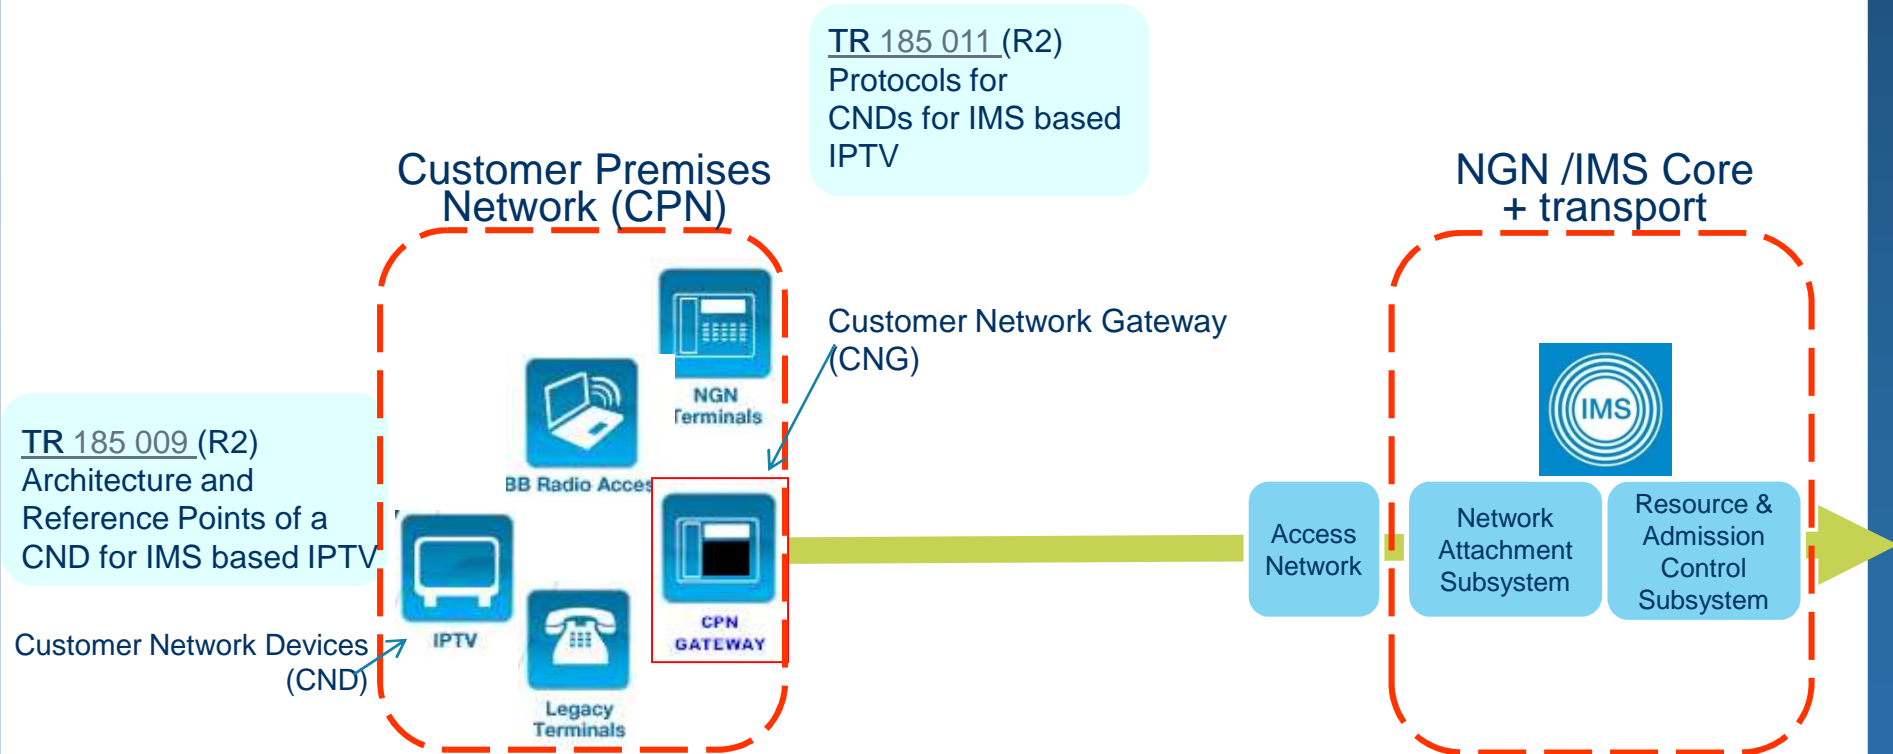 TR 185 011 (R2)
Protocols for
CNDs for IMS based
IPTV
Customer Premises
Network (CPN)
NGN /IMS Core
+ transport
NGN
Terminals
Customer Network Gateway
(CNG)
BB Radio Acces
TR 185 009 (R2)
Architecture and
Reference Points of a
CND for IMS based IPTV
IMS
Access
Network
Network
Attachment
Subsystem
Resource &
Admission
Control
Subsystem
CPN
GATEWAY
IPTV
Customer Network Devices
(CND)
Legacy
Terminals